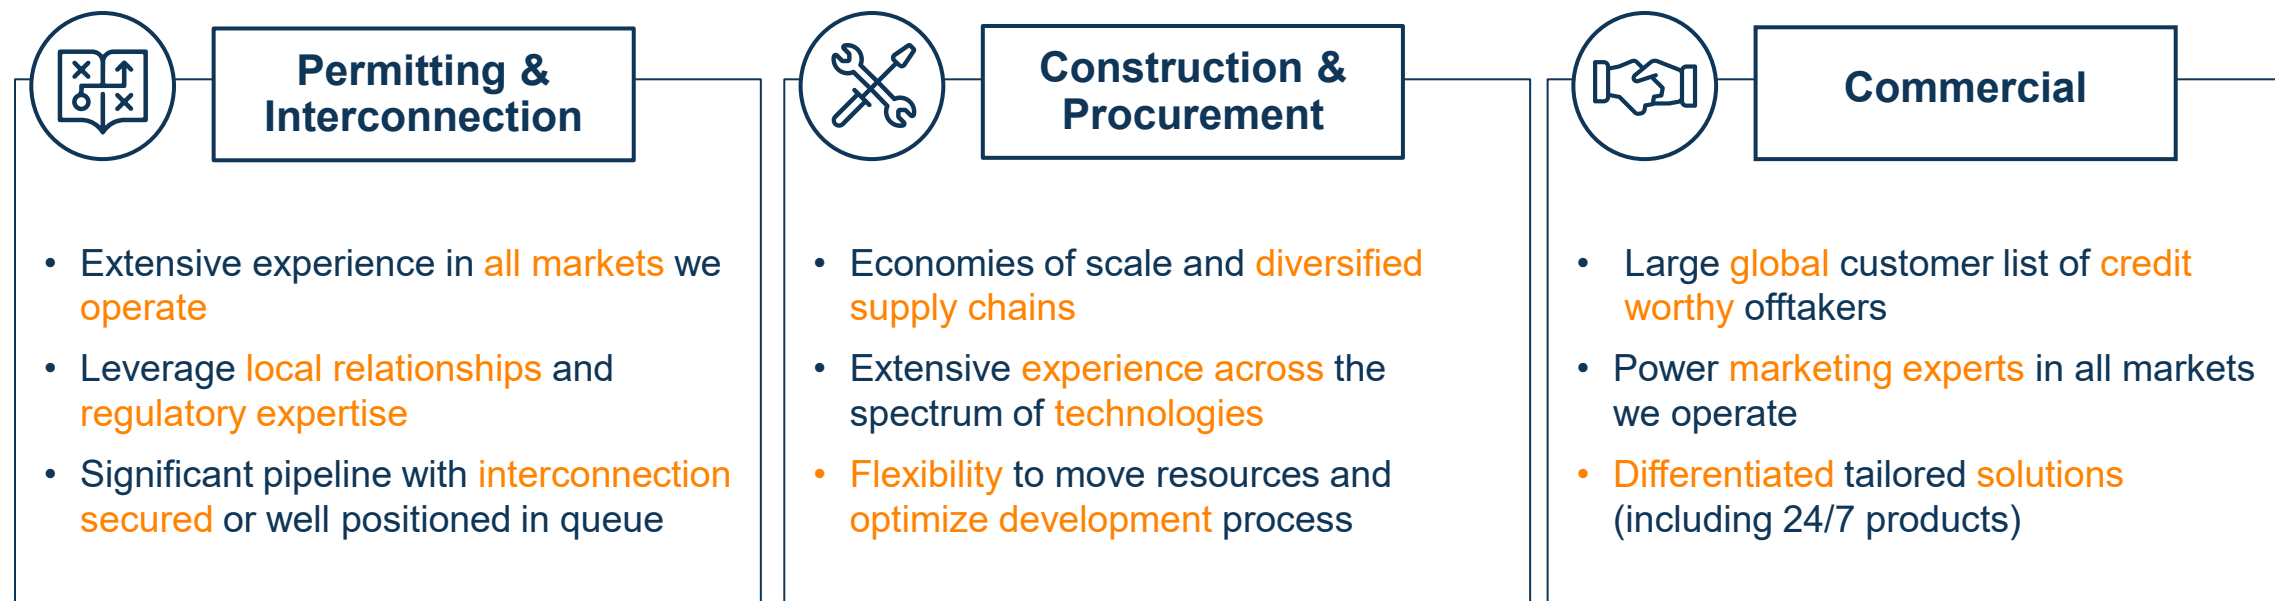 Permitting &
Interconnection
• Extensive experience in all markets we
operate
• Leverage local relationships and
regulatory expertise
• Significant pipeline with interconnection
secured or well positioned in queue
Construction &
Procurement
• Economies of scale and diversified
supply chains
• Extensive experience across the
spectrum of technologies
• Flexibility to move resources and
optimize development process
Commercial
• Large global customer list of credit
worthy offtakers
• Power marketing experts in all markets
we operate
• Differentiated tailored solutions
(including 24/7 products)